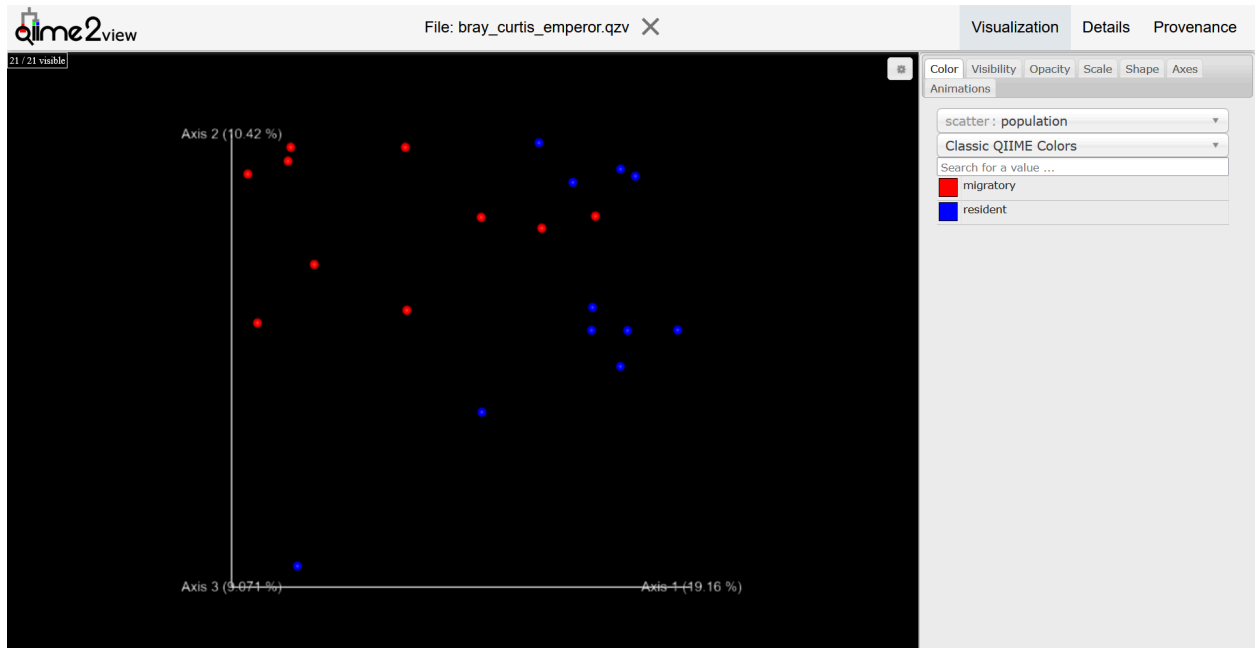 qiime2view
File: bray_curtis_emperor.qzv
Visualization Details Provenance
21 / 21 visible
Color Visibility Opacity Scale Shape Axes
Animations
scatter: population
Classic QIIME Colors
Search for a value ...
migratory
resident
Axis 2 (10.42 %)
Axis 3 (9.071 %)
Axis 1 (19.16 %)